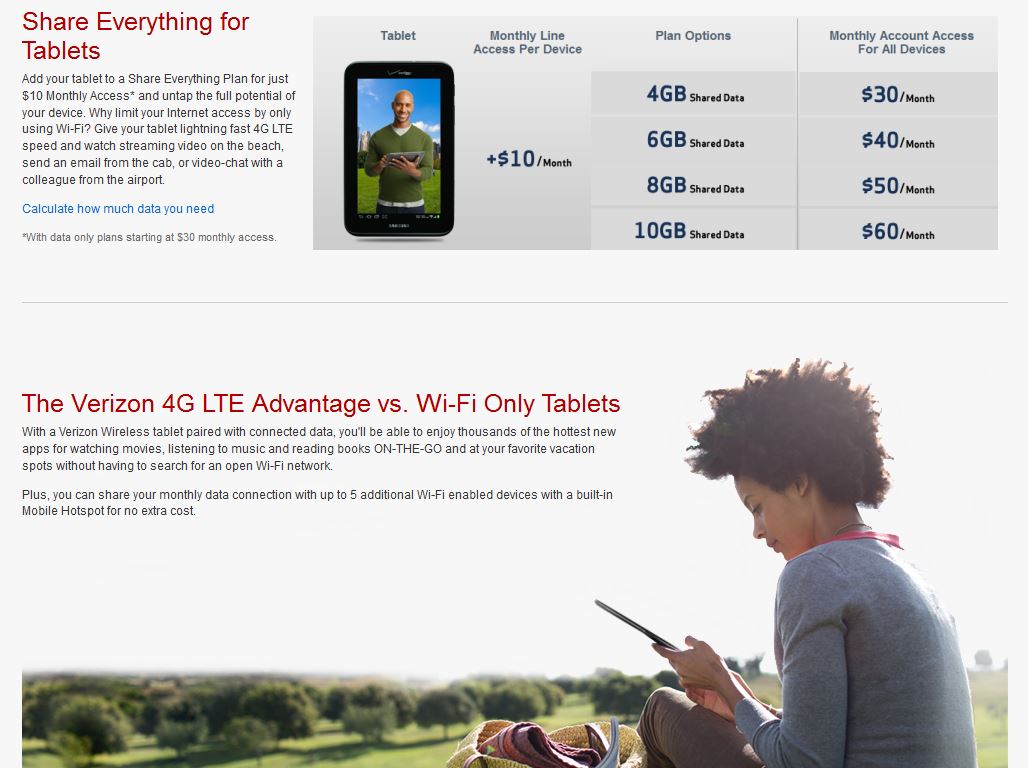 Share Everything for
Tablets
Add your tablet to a Share Everything Plan for just
$10 Monthly Access* and untap the full potential of
your device. Why limit your Internet access by only
using Wi-Fi? Give your tablet lightning fast 4G LTE
speed and watch streaming video on the beach,
send an email from the cab, or video-chat with a
colleague from the airport.
Calculate how much data you need
*With data only plans starting at $30 monthly access.
Tablet
Monthly Line
Access Per Device
Plan Options
Monthly Account Access
For All Devices
verizon
SAMSUNG
+$10/Month
4GB Shared Data $30/Month
6GB Shared Data $40/Month
8GB Shared Data $50/Month
10GB Shared Data $60/Month
The Verizon 4G LTE Advantage vs. Wi-Fi Only Tablets
With a Verizon Wireless tablet paired with connected data, you'll be able to enjoy thousands of the hottest new
apps for watching movies, listening to music and reading books ON-THE-GO and at your favorite vacation
spots without having to search for an open Wi-Fi network.
Plus, you can share your monthly data connection with up to 5 additional Wi-Fi enabled devices with a built-in
Mobile Hotspot for no extra cost.